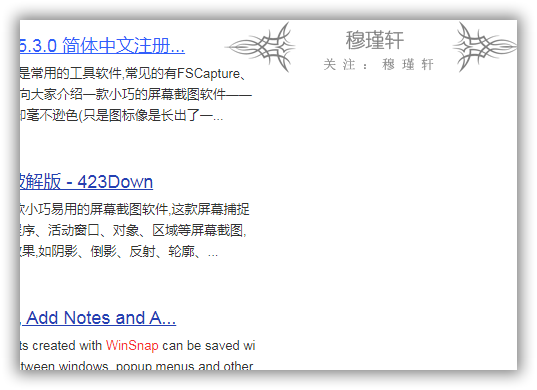 5.3.0 简体中文注册...
穆瑾轩
关注：穆瑾轩
是常用的工具软件,常见的有FSCapture、
向大家介绍一款小巧的屏幕截图软件——
毫不逊色(只是图标像是长出了一...
解版 - 423Down
小巧易用的屏幕截图软件,这款屏幕捕捉
序、活动窗口、对象、区域等屏幕截图,
果,如阴影、倒影、反射、轮廓、...
, Add Notes and A...
ts created with WinSnap can be saved wi
tween windows, popup menus and other